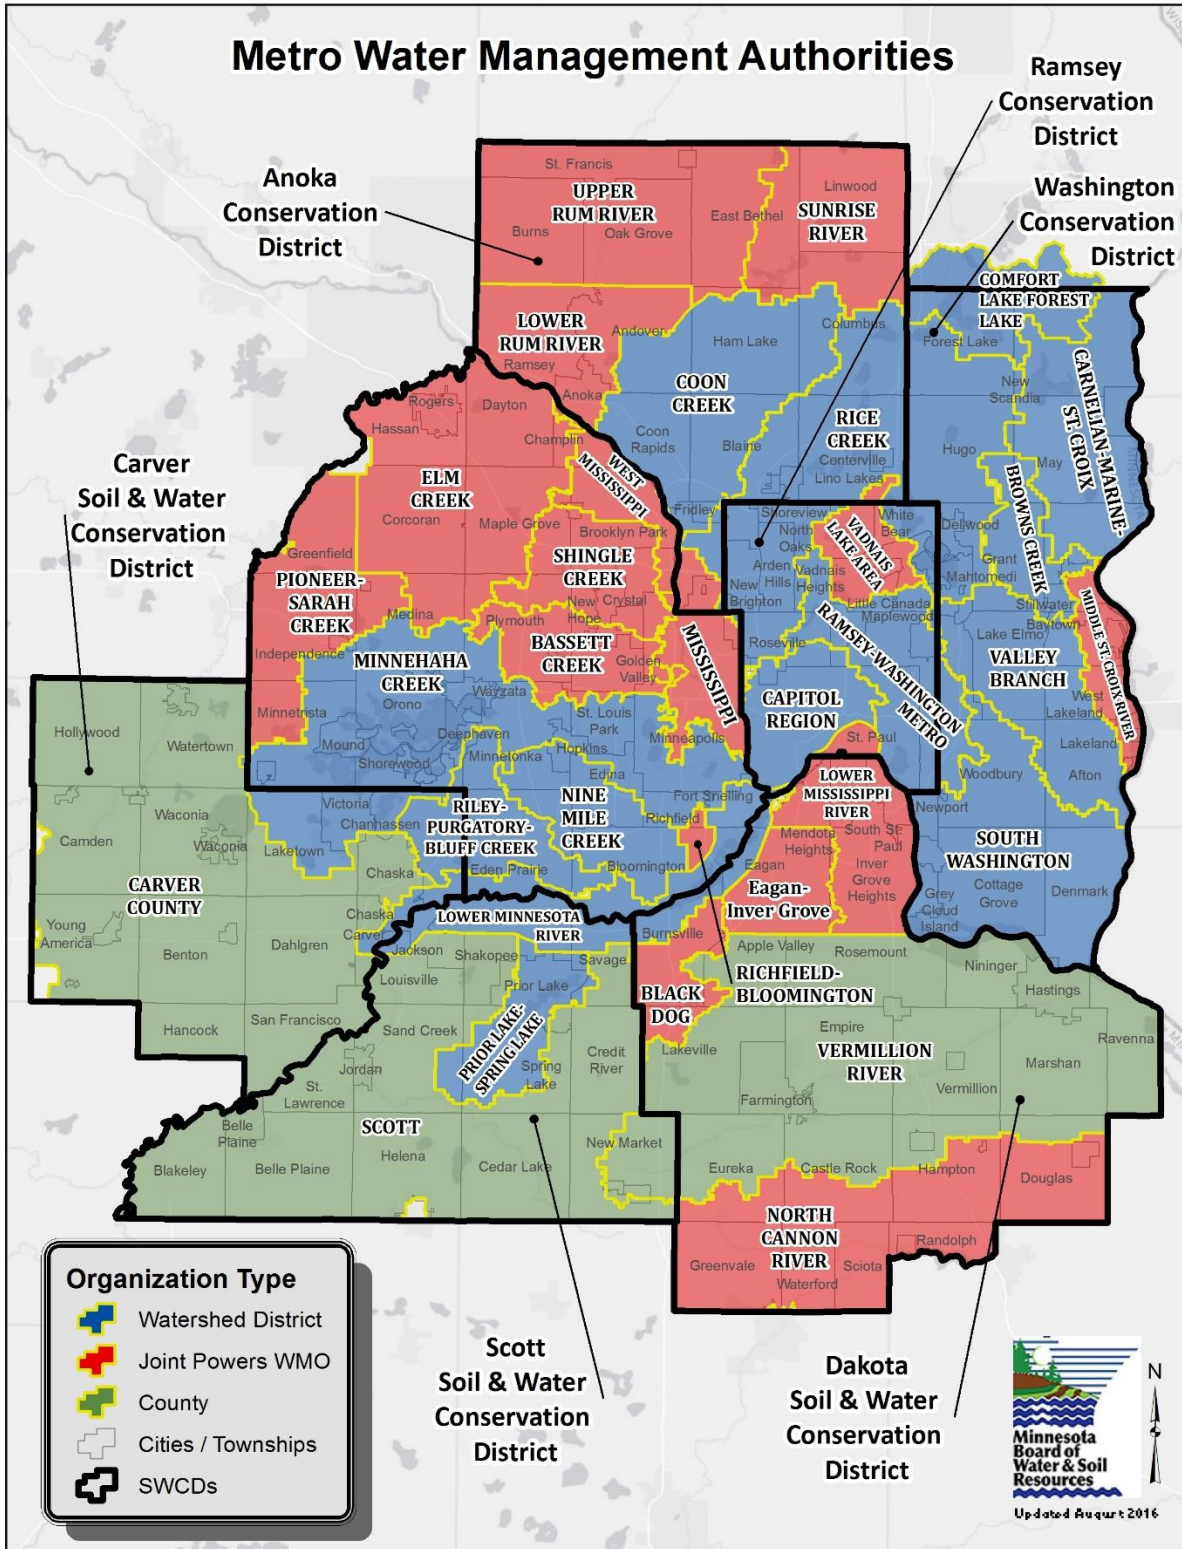 Metro Water Management Authorities
Ramsey
Conservation
District
Anoka
Conservation
District
Washington
Conservation
District
Carver
Soil & Water
Conservation
District
St. Francis
UPPER
RUM RIVER
Burns
Oak Grove
East Bethel
Linwood
SUNRISE
RIVER
COMFORT
LAKE FOREST
LAKE
Forest Lake
LOWER
RUM RIVER
Andover
Ramsey
Anoka
Ham Lake
Columbus
COON
CREEK
Coon
Rapids
Blaine
RICE
CREEK
Centerville
Lino Lakes
New
Scandia
CARNELIAN-MARINE-
ST. CROIX
Hugo
May
BROWNS CREEK
Rogers
Hassan
Dayton
Champlin
WEST
MISSISSIPPI
ELM
CREEK
Corcoran
Maple Grove
Brooklyn Park
Fridley
SHINGLE
CREEK
Greenfield
PIONEER-
SARAH
CREEK
Medina
Plymouth
New
Hope
Crystal
BASSETT
CREEK
Golden
Valley
Independence
MINNEHAHA
CREEK
Orono
Wayzata
MISSISSIPPI
Shoreview
North
Oaks
Arden
Hills
Vadnais
Heights
VADNAIS
LAKE AREA
White
Bear
New
Brighton
Little Canada
Maplewood
Roseville
RAMSEY-WASHINGTON
METRO
CAPITOL
REGION
St. Paul
Dellwood
Grant
Mahtomedi
Stillwater
Baytown
Lake Elmo
VALLEY
BRANCH
MIDDLE ST. CROIX RIVER
West
Lakeland
Lakeland
Afton
Woodbury
Newport
SOUTH
WASHINGTON
Cottage
Grove
Grey
Cloud
Island
Denmark
MINNESOTA
Hollywood
Watertown
Minnetrista
Mound
Shorewood
Deephaven
Minnetonka
Hopkins
St. Louis
Park
Minneapolis
Edina
Fort Snelling
Richfield
Bloomington
NINE
MILE
CREEK
RILEY-
PURGATORY-
BLUFF CREEK
Eden Prairie
Victoria
Chanhassen
Laketown
Chaska
Waconia
Waconia
Camden
CARVER
COUNTY
Young
America
Benton
Dahlgren
Chaska
Carver
Hancock
San Francisco
LOWER MINNESOTA
RIVER
Jackson
Louisville
Shakopee
Savage
Prior Lake
PRIOR LAKE-
SPRING LAKE
Spring
Lake
Sand Creek
Credit
River
Jordan
St.
Lawrence
Belle
Plaine
SCOTT
Blakeley
Belle Plaine
Helena
Cedar Lake
New Market
LOWER
MISSISSIPPI
RIVER
Mendota
Heights
South St.
Paul
Inver
Grove
Heights
Eagan
Eagan-
Inver Grove
Burnsville
BLACK
DOG
Apple Valley
Rosemount
RICHFIELD-
BLOOMINGTON
Nininger
Hastings
Ravenna
Empire
VERMILLION
RIVER
Marshan
Vermillion
Lakeville
Farmington
Eureka
Castle Rock
Hampton
Douglas
NORTH
CANNON
RIVER
Greenvale
Waterford
Sciota
Randolph
Organization Type
Watershed District
Joint Powers WMO
County
Cities / Townships
SWCDs
Scott
Soil & Water
Conservation
District
Dakota
Soil & Water
Conservation
District
N
Minnesota
Board of
Water & Soil
Resources
Updated August 2016